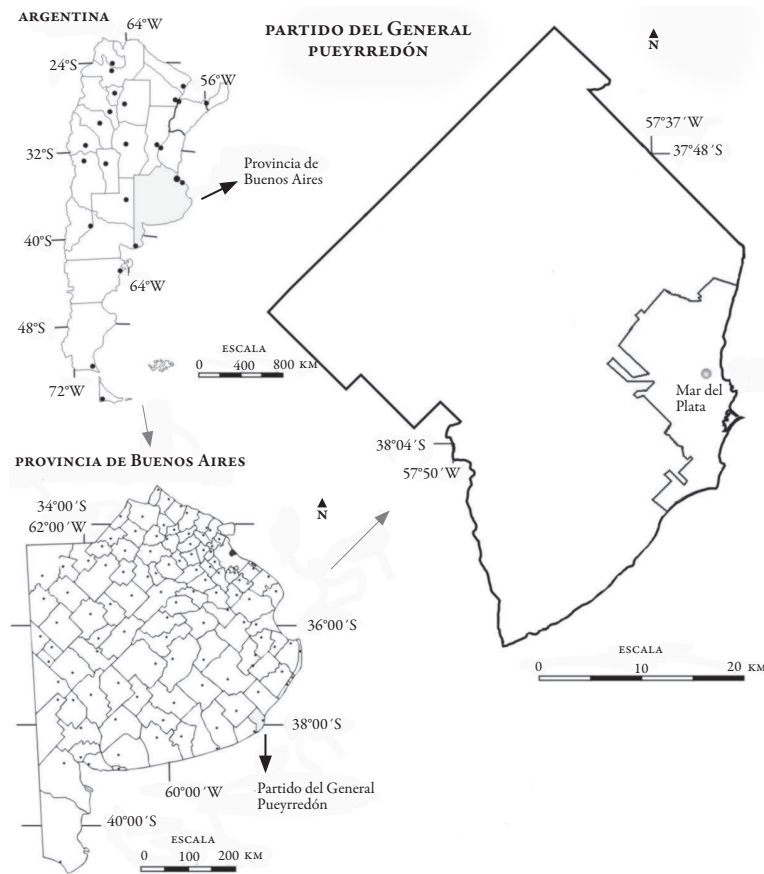 ARGENTINA
64°W
24°S
56°W
32°S
Provincia de
Buenos Aires
40°S
64°W
48°S
ESCALA
0 400 800 KM
72°W
PROVINCIA DE BUENOS AIRES
34°00´S
62°00´W
N
36°00´S
38°00´S
60°00´W
Partido del General
Pueyrredón
40°00´S
ESCALA
0 100 200 KM
PARTIDO DEL GENERAL
PUEYRREDÓN
N
57°37´W
37°48´S
Mar del
Plata
38°04´S
57°50´W
ESCALA
0 10 20 KM